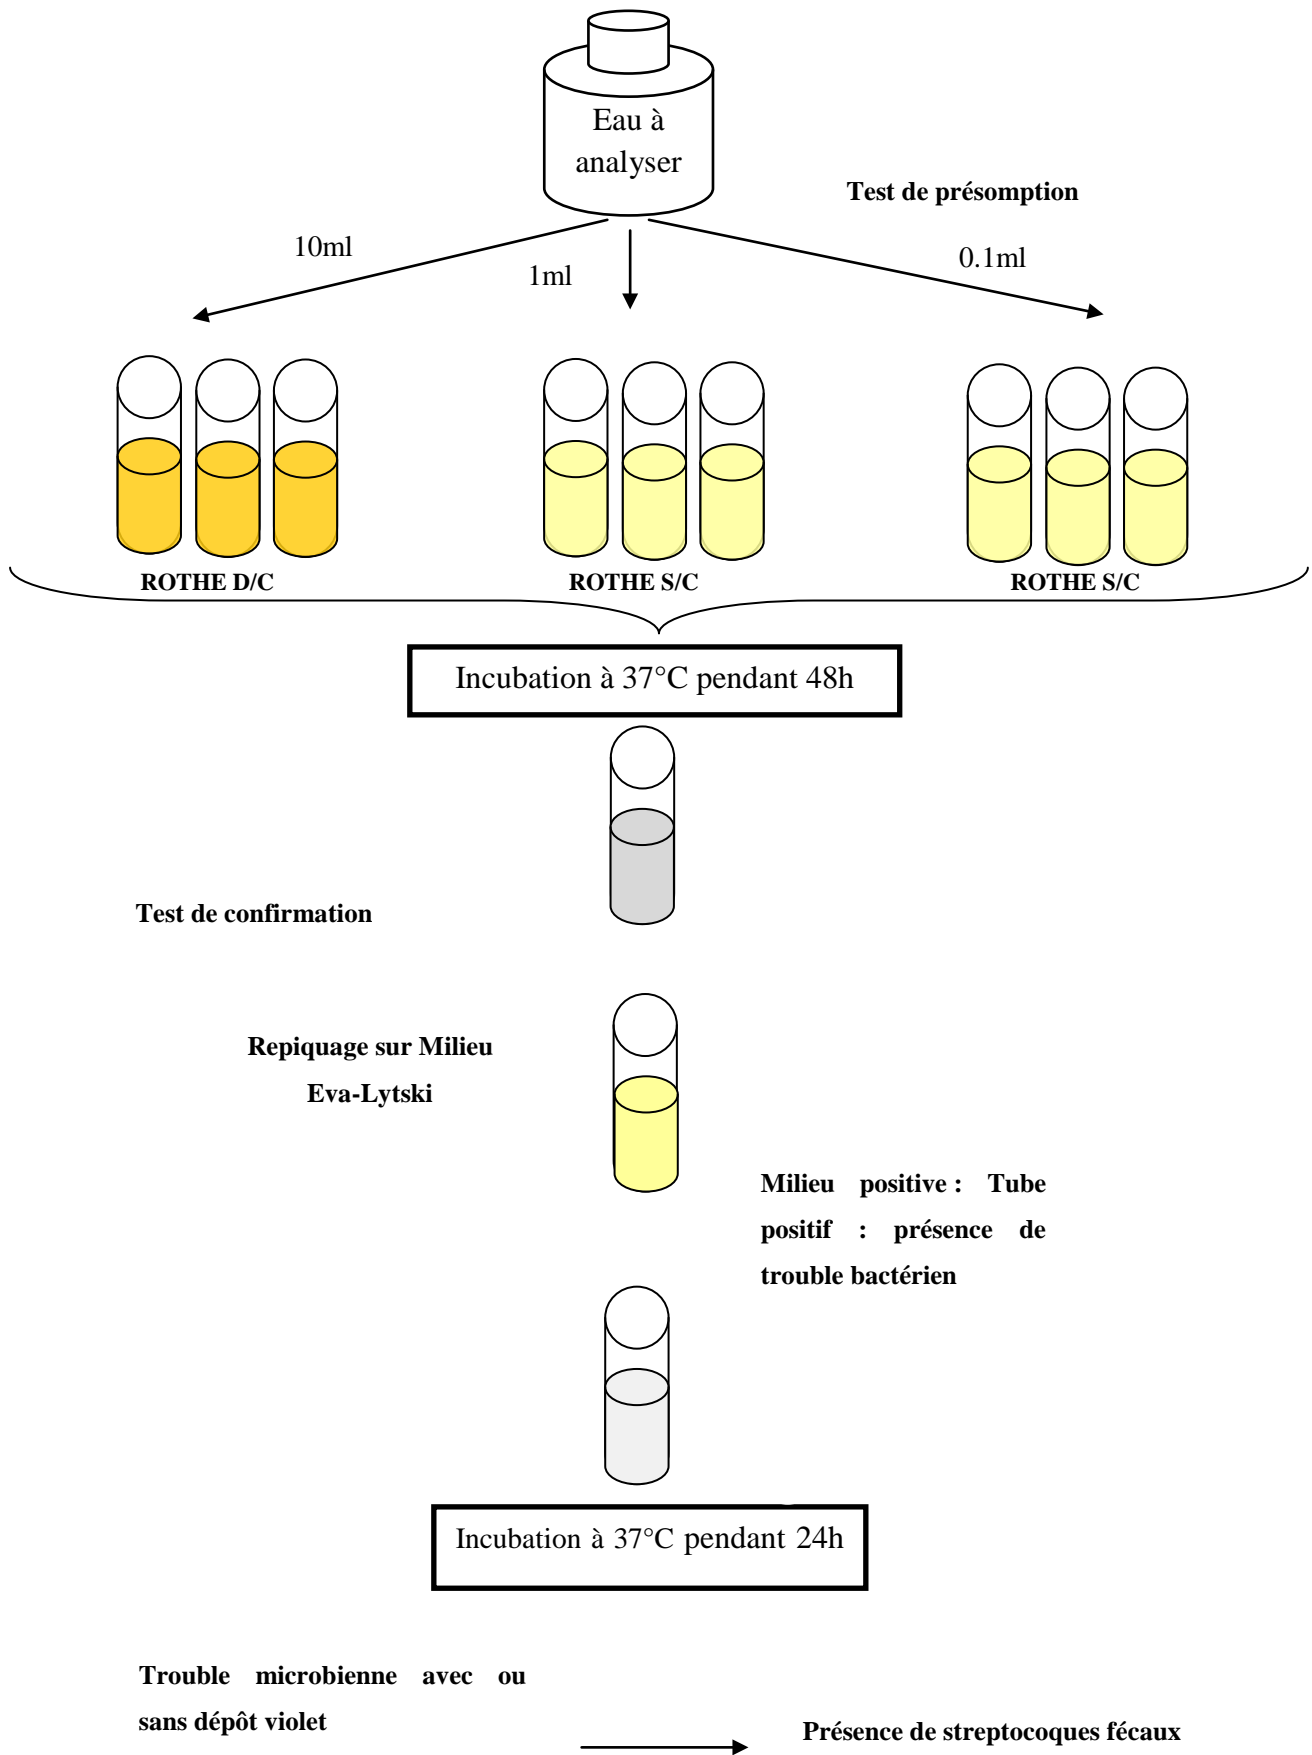 Eau à
analyser
Test de présomption
10ml
1ml
0.1ml
ROTHE D/C
ROTHE S/C
ROTHE S/C
Incubation à 37°C pendant 48h
Test de confirmation
Repiquage sur Milieu
Eva-Lytski
Milieu positive : Tube
positif : présence de
trouble bactérien
Incubation à 37°C pendant 24h
Trouble microbienne avec ou
sans dépôt violet
Présence de streptocoques fécaux